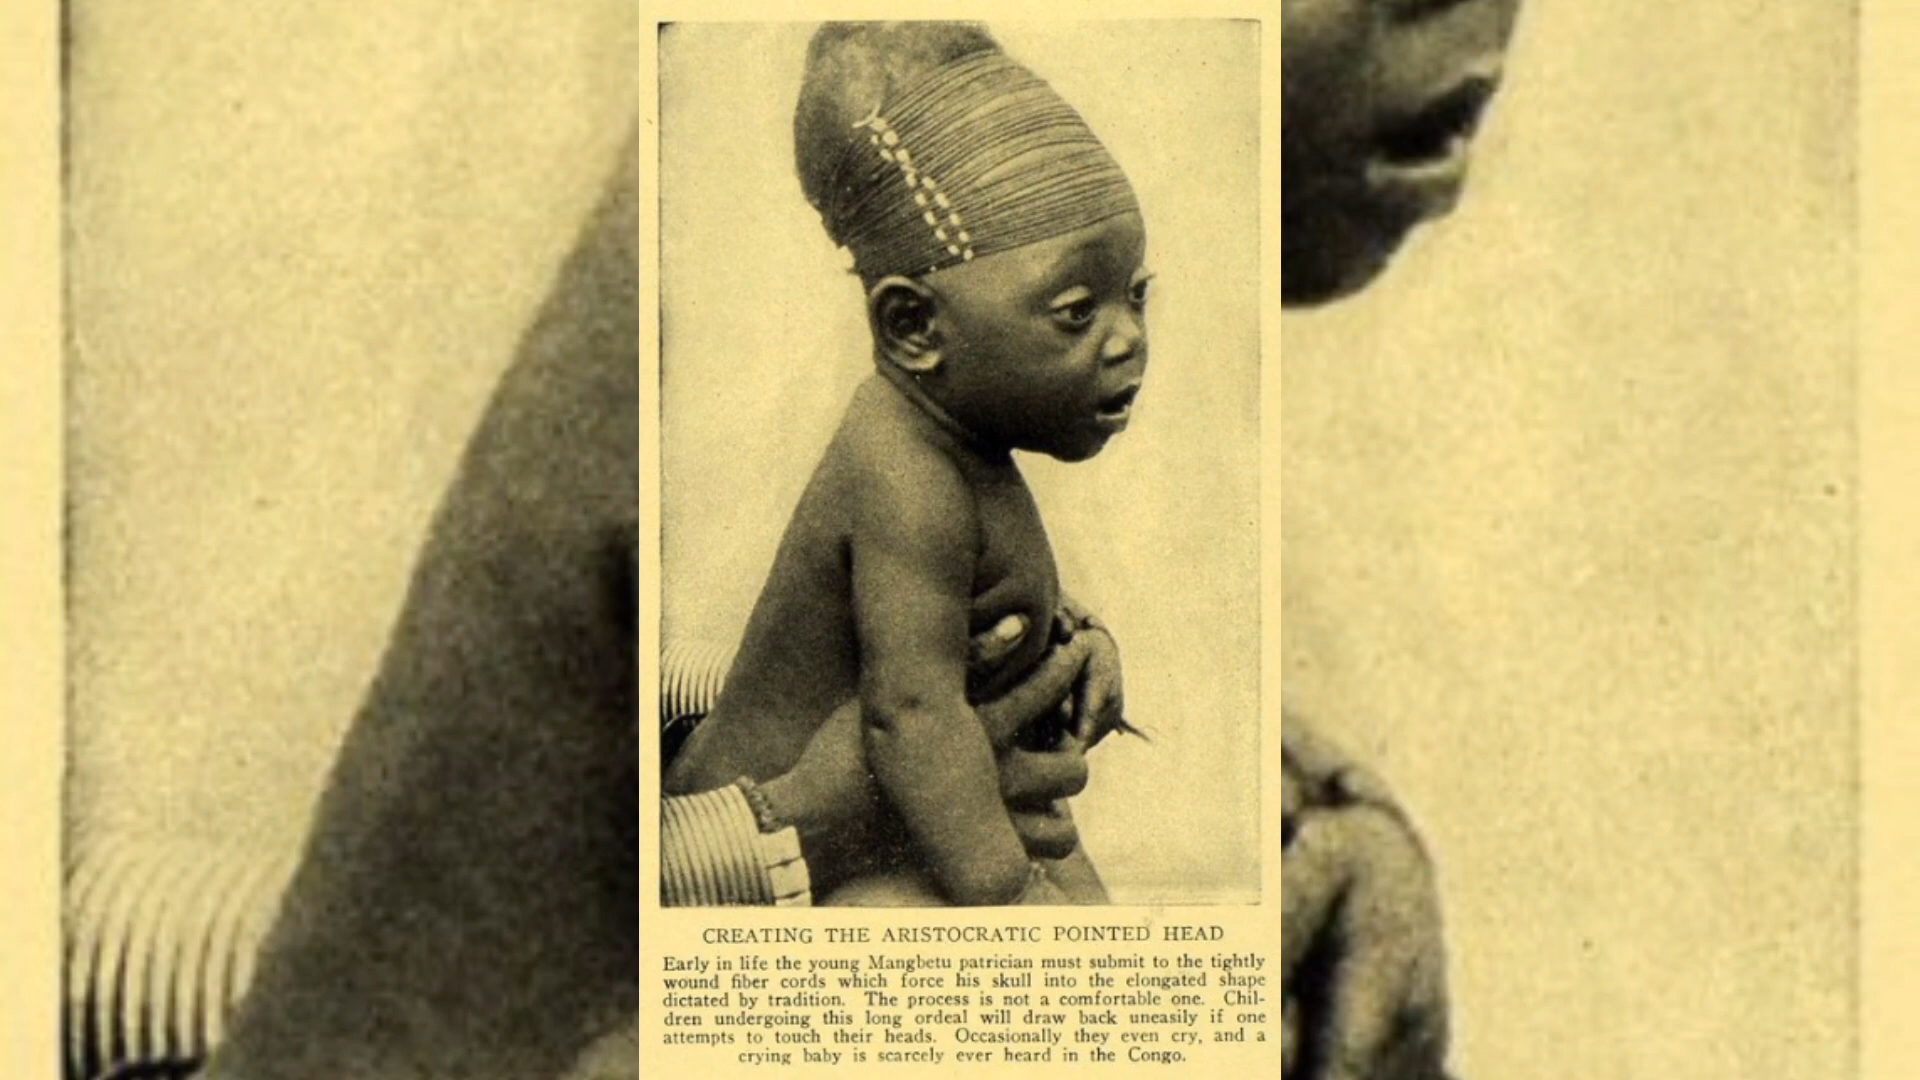 CREATING THE ARISTOCRATIC POINTED HEAD
Early in life the young Mangbetu patrician must submit to the tightly
wound fiber cords which force his skull into the elongated shape
dictated by tradition. The process is not a comfortable one. Chil-
dren undergoing this long ordeal will draw back uneasily if one
attempts to touch their heads. Occasionally they even cry, and a
crying baby is scarcely ever heard in the Congo.